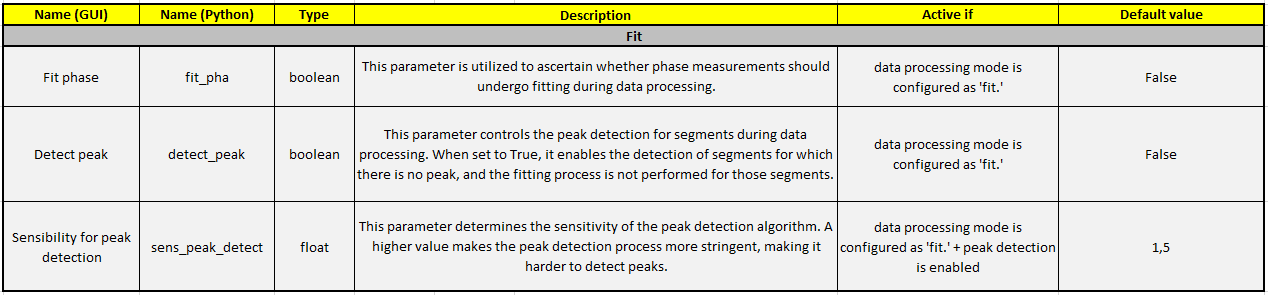 Name (GUI) Name (Python) Type Description Active if Default value
Fit
Fit phase fit_pha boolean This parameter is utilized to ascertain whether phase measurements should
undergo fitting during data processing. data processing mode is
configured as 'fit.' False
Detect peak detect_peak boolean This parameter controls the peak detection for segments during data
processing. When set to True, it enables the detection of segments for which
there is no peak, and the fitting process is not performed for those segments. data processing mode is
configured as 'fit.' False
Sensibility for peak
detection sens_peak_detect float This parameter determines the sensitivity of the peak detection algorithm. A
higher value makes the peak detection process more stringent, making it
harder to detect peaks. data processing mode is
configured as 'fit.' + peak detection
is enabled 1,5